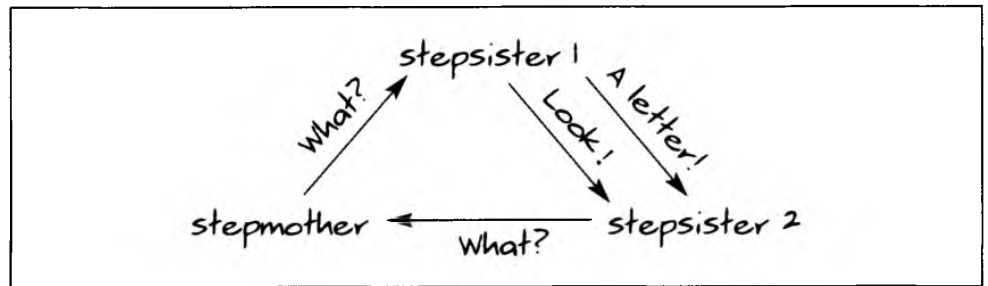 stepsister 1
What?
Look!
A letter!
stepmother
What?
stepsister 2